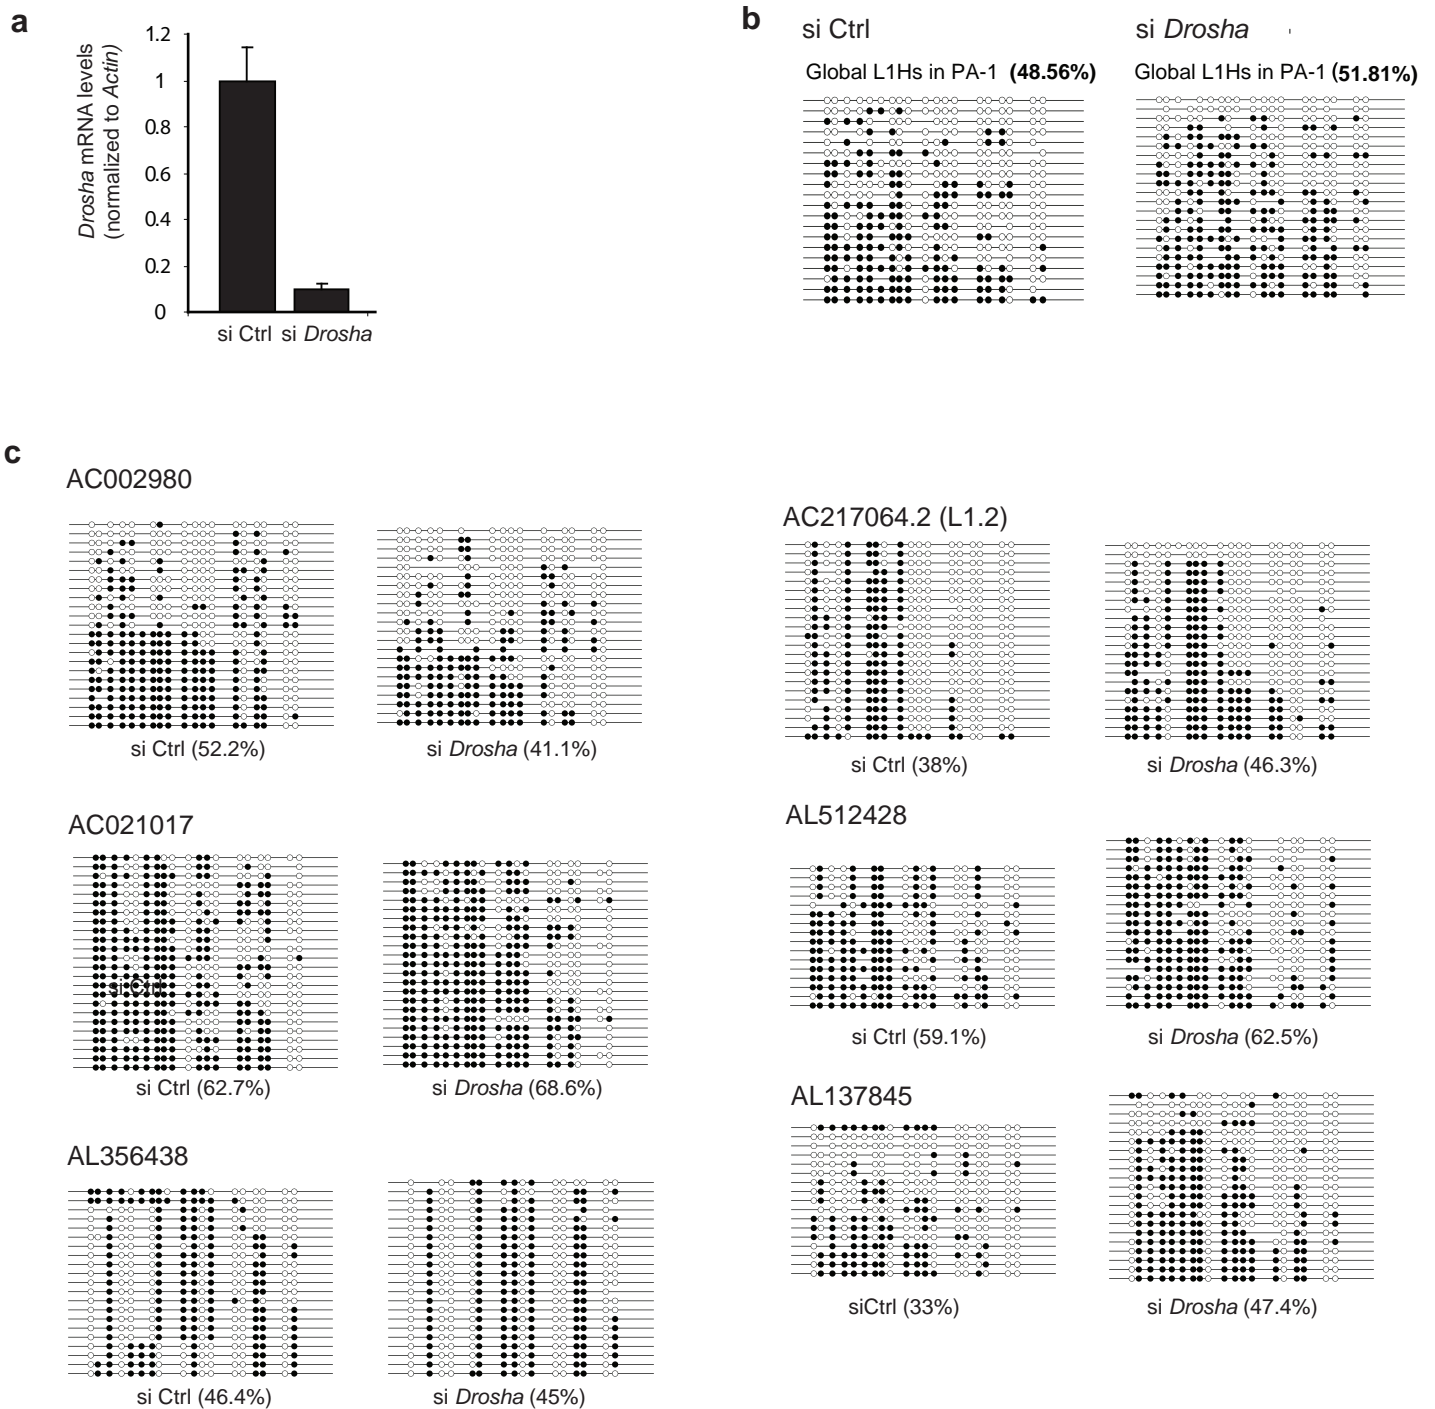 a
Drosha mRNA levels
(normalized to Actin)
1.2
1
0.8
0.6
0.4
0.2
0
si Ctrl si Drosha
b
si Ctrl
Global L1Hs in PA-1 (48.56%)
si Drosha
Global L1Hs in PA-1 (51.81%)
c
AC002980
si Ctrl (52.2%)
si Drosha (41.1%)
AC217064.2 (L1.2)
si Ctrl (38%)
si Drosha (46.3%)
AC021017
si Ctrl
si Ctrl (62.7%)
si Drosha (68.6%)
AL512428
si Ctrl (59.1%)
si Drosha (62.5%)
AL356438
si Ctrl (46.4%)
si Drosha (45%)
AL137845
siCtrl (33%)
si Drosha (47.4%)